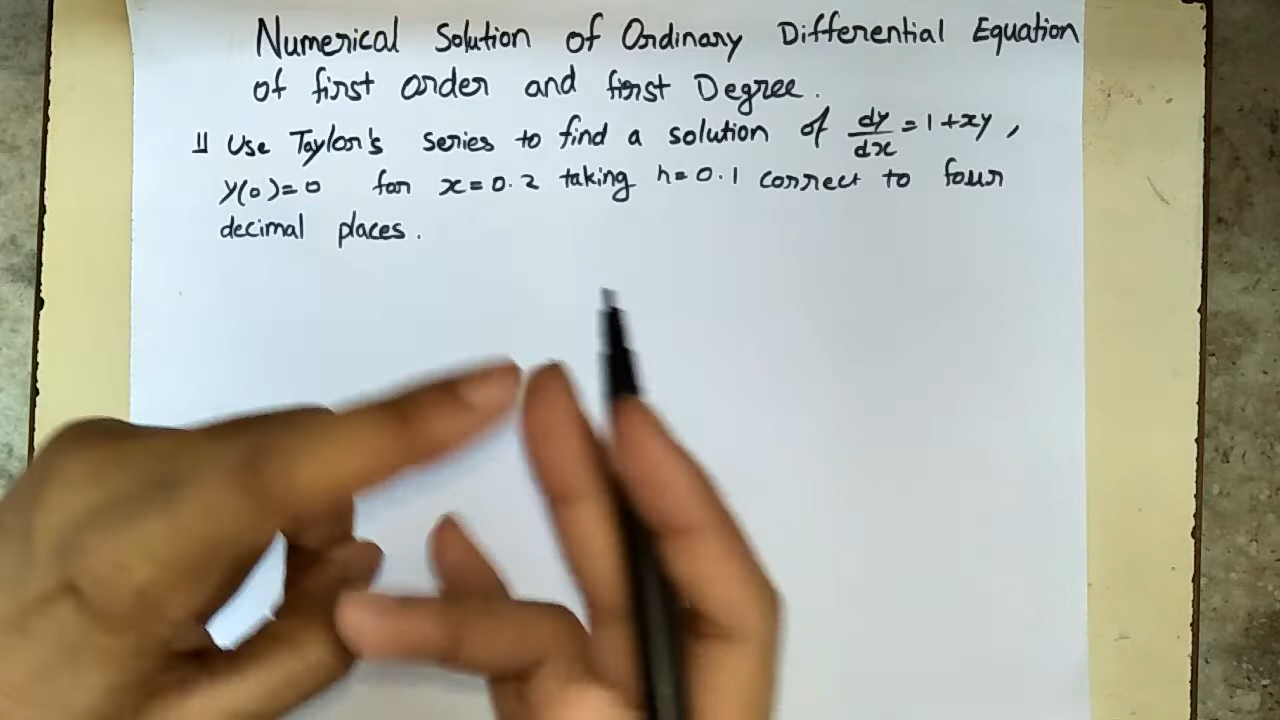 Numerical Solution of Ordinary Differential Equation
of first order and first Degree.
1] Use Taylor's series to find a solution of dy/dx = 1+xy,
y(0)=0 for x=0.2 taking h=0.1 correct to four
decimal places.